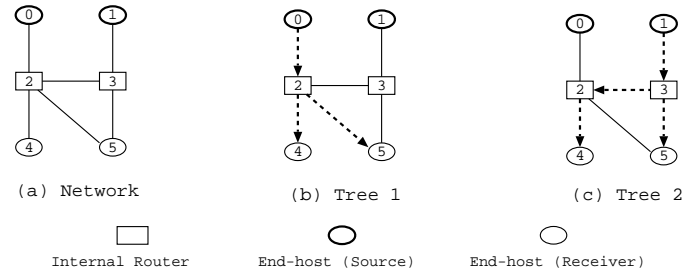 0 1 0 1 0 1
2 3 2 3 2 3
4 5 4 5 4 5
(a) Network (b) Tree 1 (c) Tree 2
Internal Router End-host (Source) End-host (Receiver)